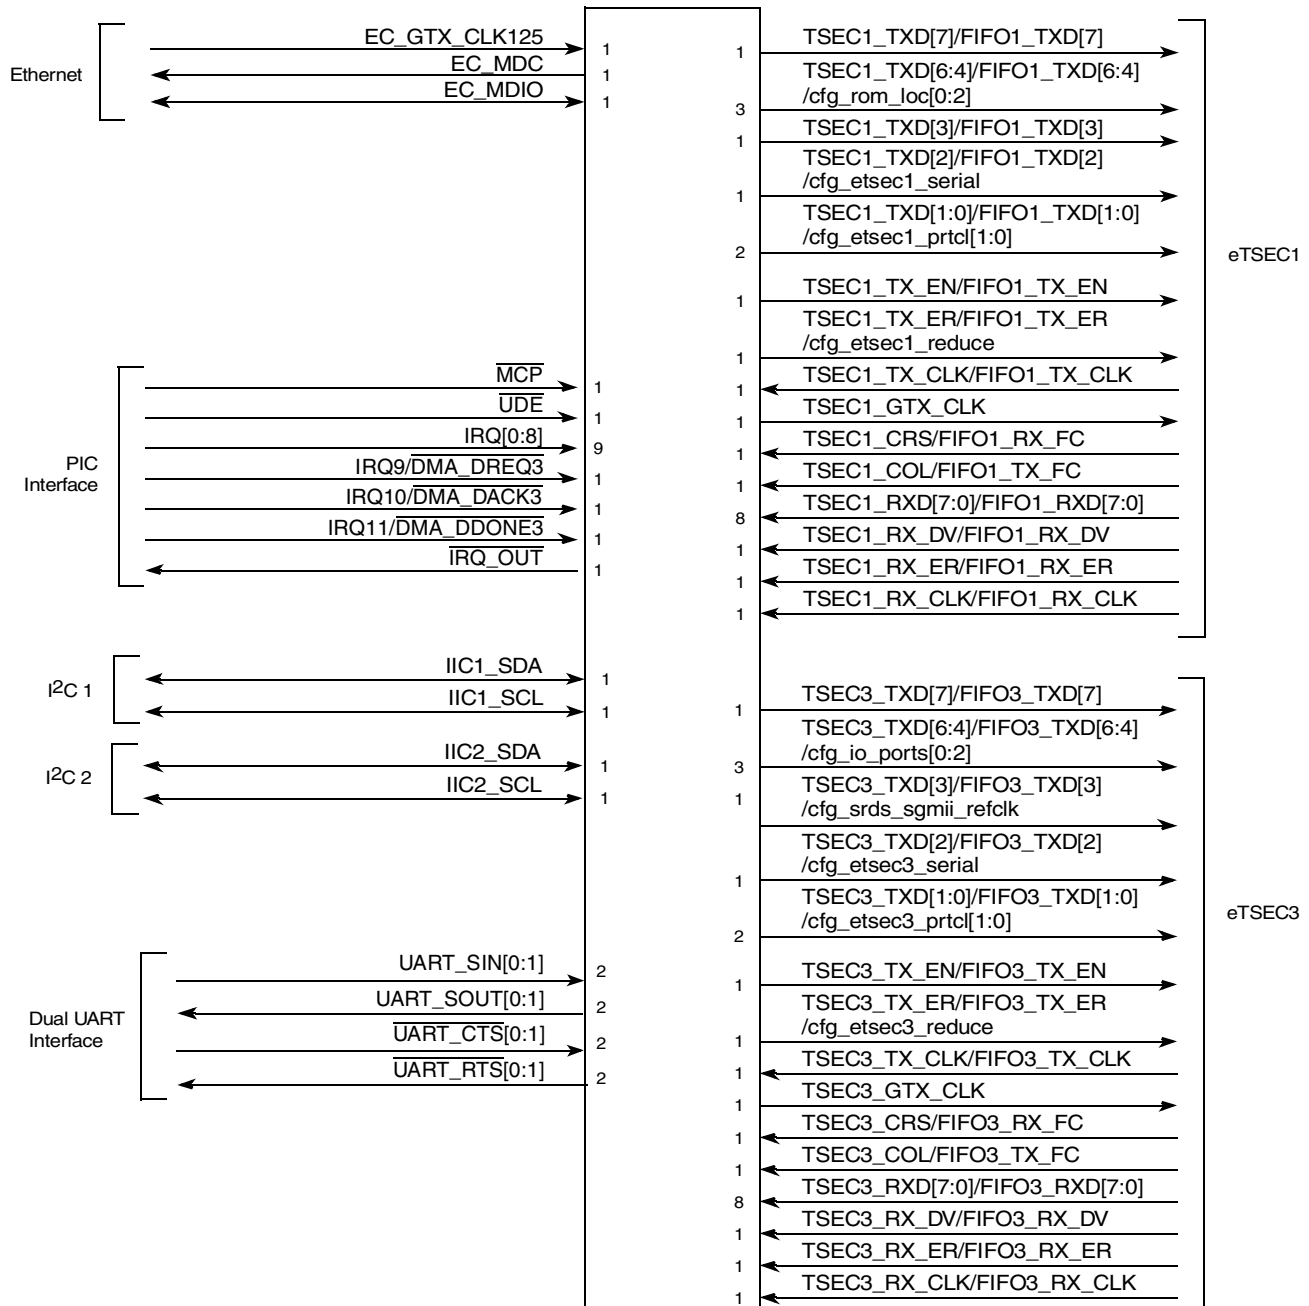 Ethernet
EC_GTX_CLK125
1
EC_MDC
1
EC_MDIO
1
PIC
Interface
MCP
1
UDE
1
IRQ[0:8]
9
IRQ9/DMA_DREQ3
1
IRQ10/DMA_DACK3
1
IRQ11/DMA_DDONE3
1
IRQ_OUT
1
I2C 1
IIC1_SDA
1
IIC1_SCL
1
I2C 2
IIC2_SDA
1
IIC2_SCL
1
Dual UART
Interface
UART_SIN[0:1]
2
UART_SOUT[0:1]
2
UART_CTS[0:1]
2
UART_RTS[0:1]
2
1
TSEC1_TXD[7]/FIFO1_TXD[7]
TSEC1_TXD[6:4]/FIFO1_TXD[6:4]
/cfg_rom_loc[0:2]
3
TSEC1_TXD[3]/FIFO1_TXD[3]
1
TSEC1_TXD[2]/FIFO1_TXD[2]
/cfg_etsec1_serial
1
TSEC1_TXD[1:0]/FIFO1_TXD[1:0]
/cfg_etsec1_prtcl[1:0]
2
TSEC1_TX_EN/FIFO1_TX_EN
1
TSEC1_TX_ER/FIFO1_TX_ER
/cfg_etsec1_reduce
1
TSEC1_TX_CLK/FIFO1_TX_CLK
1
TSEC1_GTX_CLK
1
TSEC1_CRS/FIFO1_RX_FC
1
TSEC1_COL/FIFO1_TX_FC
1
TSEC1_RXD[7:0]/FIFO1_RXD[7:0]
8
TSEC1_RX_DV/FIFO1_RX_DV
1
TSEC1_RX_ER/FIFO1_RX_ER
1
TSEC1_RX_CLK/FIFO1_RX_CLK
1
eTSEC1
TSEC3_TXD[7]/FIFO3_TXD[7]
1
TSEC3_TXD[6:4]/FIFO3_TXD[6:4]
/cfg_io_ports[0:2]
3
TSEC3_TXD[3]/FIFO3_TXD[3]
1
/cfg_srds_sgmii_refclk
TSEC3_TXD[2]/FIFO3_TXD[2]
/cfg_etsec3_serial
1
TSEC3_TXD[1:0]/FIFO3_TXD[1:0]
/cfg_etsec3_prtcl[1:0]
2
TSEC3_TX_EN/FIFO3_TX_EN
1
TSEC3_TX_ER/FIFO3_TX_ER
/cfg_etsec3_reduce
1
TSEC3_TX_CLK/FIFO3_TX_CLK
1
TSEC3_GTX_CLK
1
TSEC3_CRS/FIFO3_RX_FC
1
TSEC3_COL/FIFO3_TX_FC
1
TSEC3_RXD[7:0]/FIFO3_RXD[7:0]
8
TSEC3_RX_DV/FIFO3_RX_DV
1
TSEC3_RX_ER/FIFO3_RX_ER
1
TSEC3_RX_CLK/FIFO3_RX_CLK
1
eTSEC3